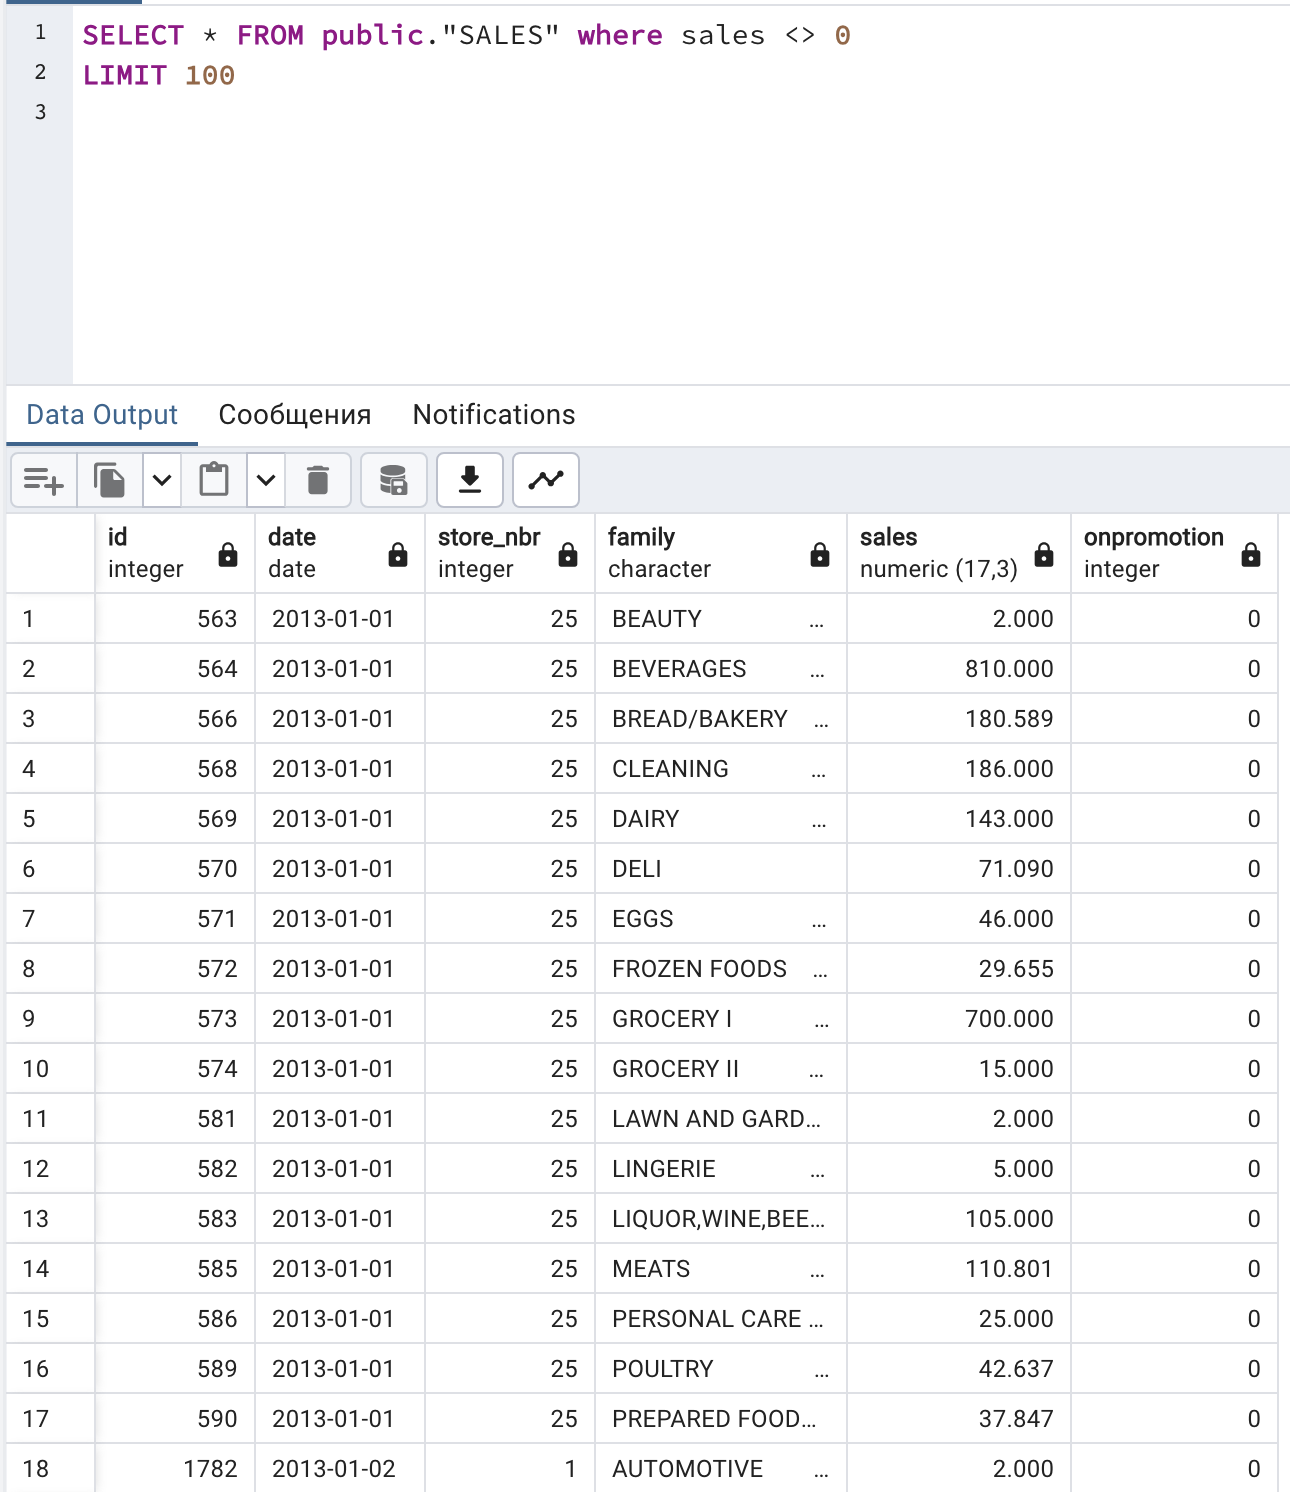 1 SELECT * FROM public."SALES" where sales <> 0
2 LIMIT 100
3
Data Output Сообщения Notifications
id date store_nbr family sales onpromotion
integer date integer character numeric (17,3) integer
1 563 2013-01-01 25 BEAUTY … 2.000 0
2 564 2013-01-01 25 BEVERAGES … 810.000 0
3 566 2013-01-01 25 BREAD/BAKERY … 180.589 0
4 568 2013-01-01 25 CLEANING … 186.000 0
5 569 2013-01-01 25 DAIRY … 143.000 0
6 570 2013-01-01 25 DELI 71.090 0
7 571 2013-01-01 25 EGGS … 46.000 0
8 572 2013-01-01 25 FROZEN FOODS … 29.655 0
9 573 2013-01-01 25 GROCERY I … 700.000 0
10 574 2013-01-01 25 GROCERY II … 15.000 0
11 581 2013-01-01 25 LAWN AND GARD… 2.000 0
12 582 2013-01-01 25 LINGERIE … 5.000 0
13 583 2013-01-01 25 LIQUOR,WINE,BEE… 105.000 0
14 585 2013-01-01 25 MEATS … 110.801 0
15 586 2013-01-01 25 PERSONAL CARE … 25.000 0
16 589 2013-01-01 25 POULTRY … 42.637 0
17 590 2013-01-01 25 PREPARED FOOD… 37.847 0
18 1782 2013-01-02 1 AUTOMOTIVE … 2.000 0